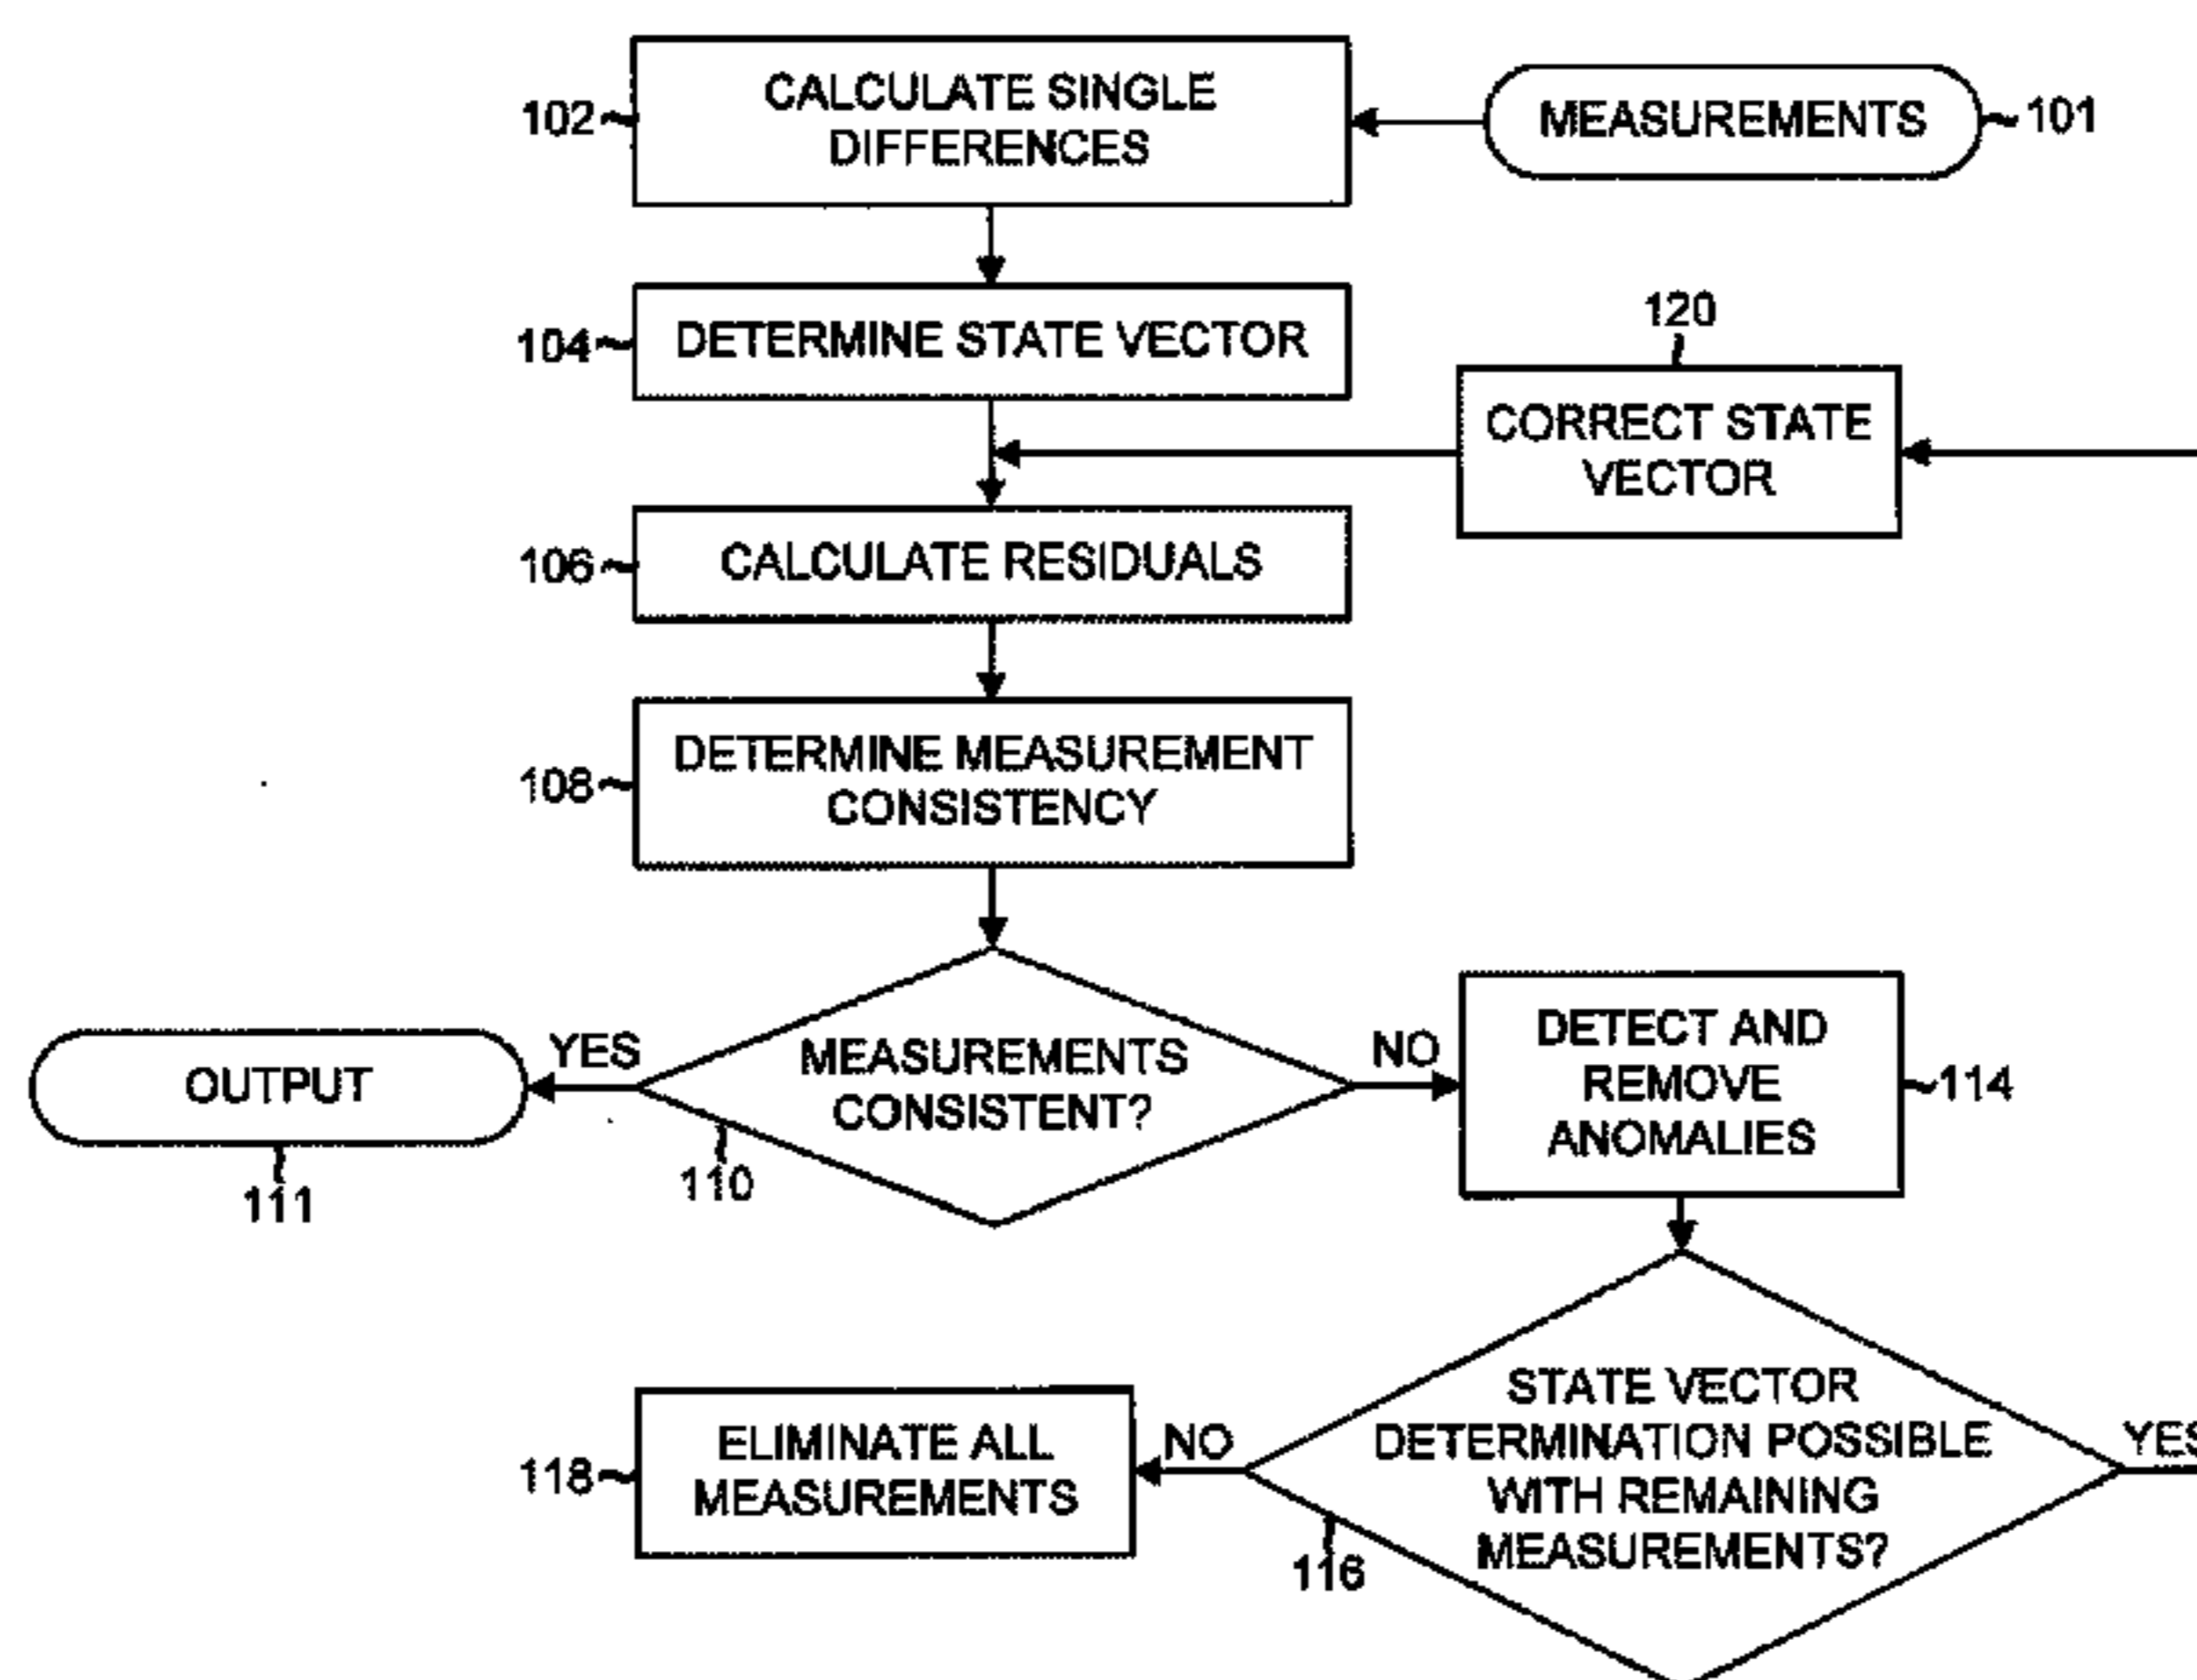 CALCULATE SINGLE
DIFFERENCES
102
MEASUREMENTS
101
DETERMINE STATE VECTOR
104
120
CORRECT STATE
VECTOR
CALCULATE RESIDUALS
106
DETERMINE MEASUREMENT
CONSISTENCY
108
OUTPUT
111
YES
MEASUREMENTS
CONSISTENT?
110
NO
DETECT AND
REMOVE
ANOMALIES
114
ELIMINATE ALL
MEASUREMENTS
118
NO
STATE VECTOR
DETERMINATION POSSIBLE
WITH REMAINING
MEASUREMENTS?
116
YES